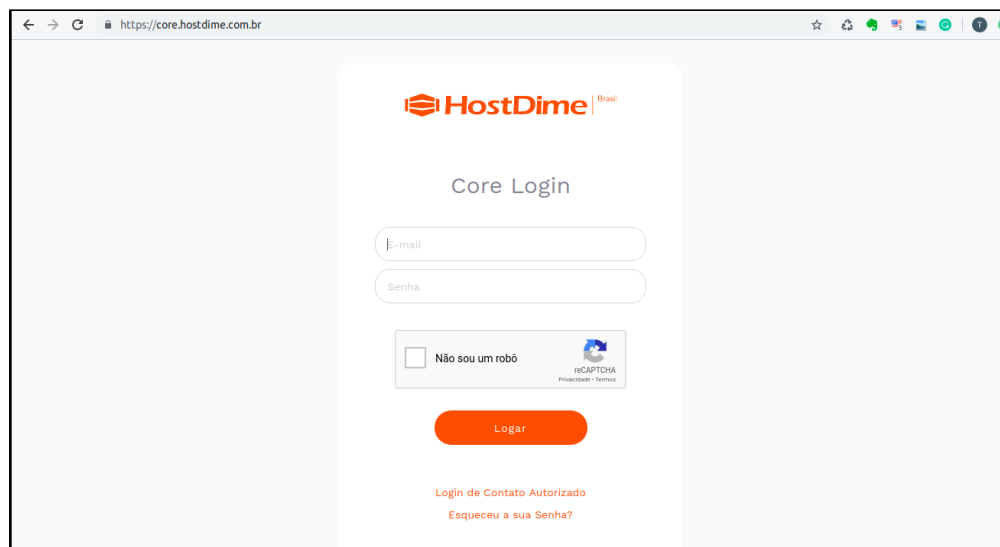 https://core.hostdime.com.br
HostDime Brasil
Core Login
E-mail
Senha
Não sou um robô
reCAPTCHA
Privacidade - Termos
Logar
Login de Contato Autorizado
Esqueceu a sua Senha?